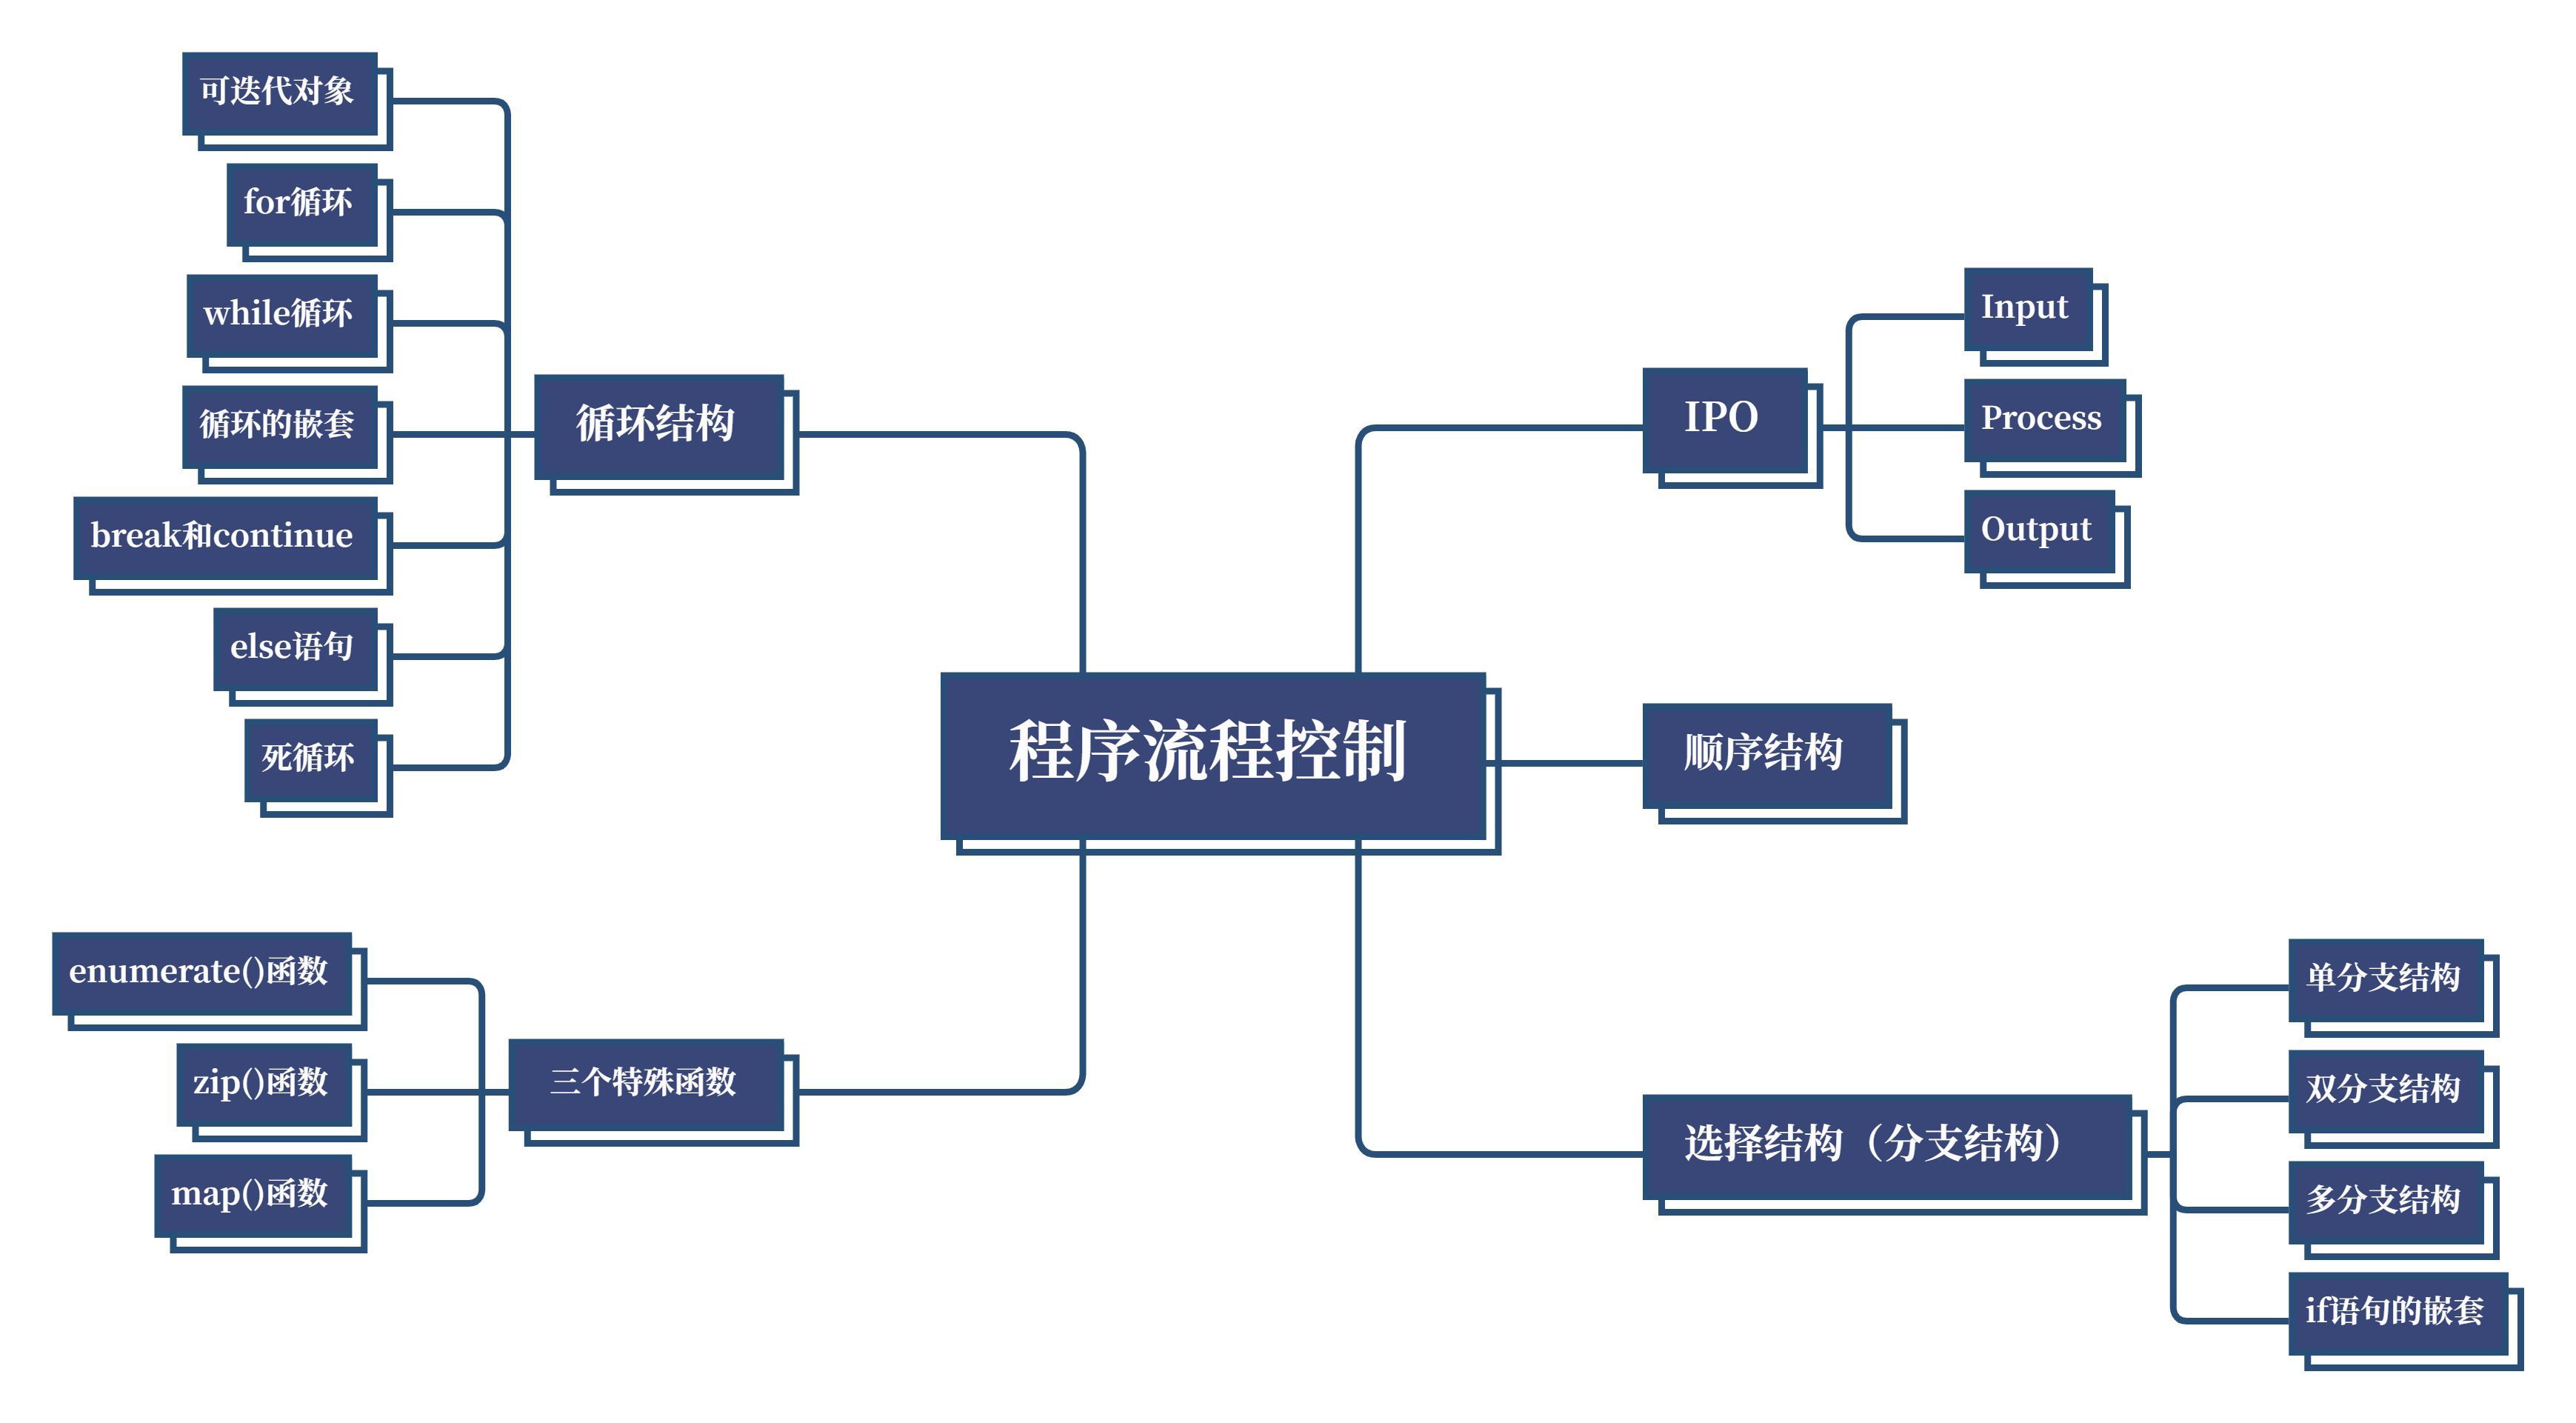 程序流程控制
IPO
Input
Process
Output
顺序结构
选择结构（分支结构）
单分支结构
双分支结构
多分支结构
if语句的嵌套
循环结构
可迭代对象
for循环
while循环
循环的嵌套
break和continue
else语句
死循环
三个特殊函数
enumerate()函数
zip()函数
map()函数